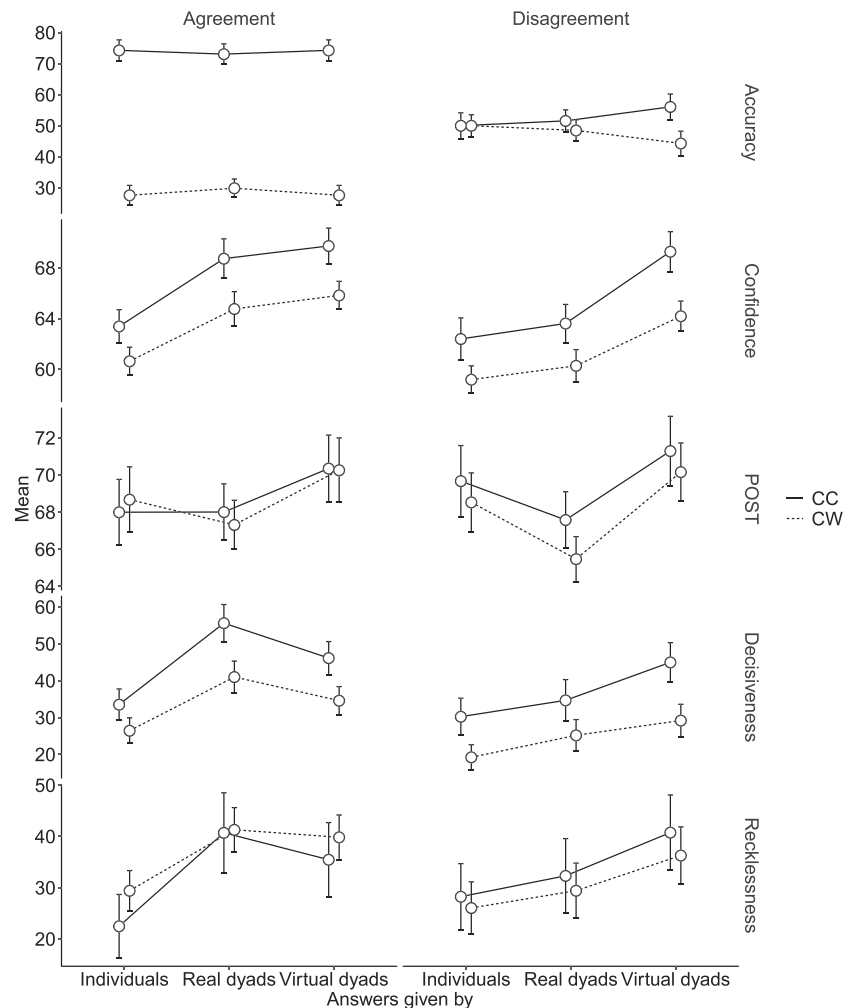 Agreement
Disagreement
80
70
60
50
40
30
Accuracy
68
64
60
Confidence
72
70
68
66
64
POST
Mean
CC
CW
60
50
40
30
20
Decisiveness
50
40
30
20
Recklessness
Individuals Real dyads Virtual dyads
Individuals Real dyads Virtual dyads
Answers given by